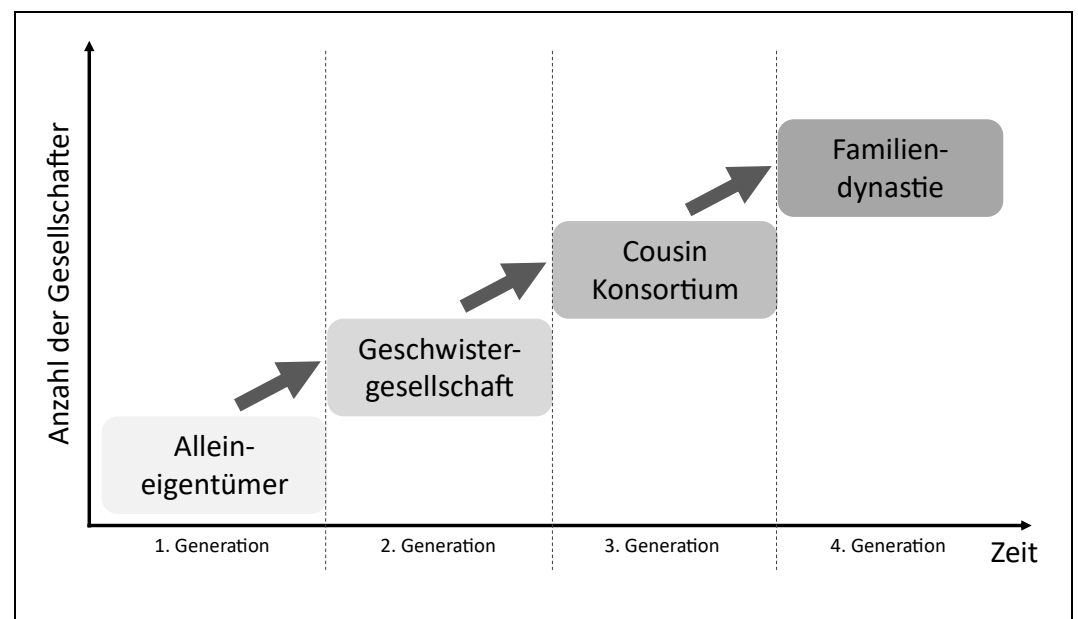 Anzahl der Gesellschafter
Familien-
dynastie
Cousin
Konsortium
Geschwister-
gesellschaft
Allein-
eigentümer
1. Generation
2. Generation
3. Generation
4. Generation
Zeit